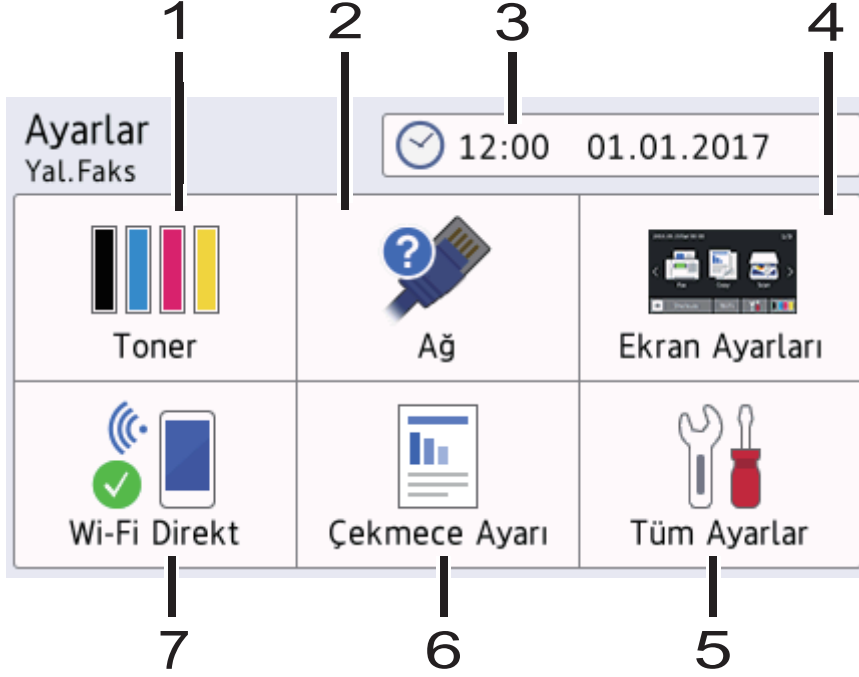 1 2 3 4
Ayarlar
Yal.Faks
12:00 01.01.2017
Toner Ağ Ekran Ayarları
Wi-Fi Direkt Çekmece Ayarı Tüm Ayarlar
7 6 5